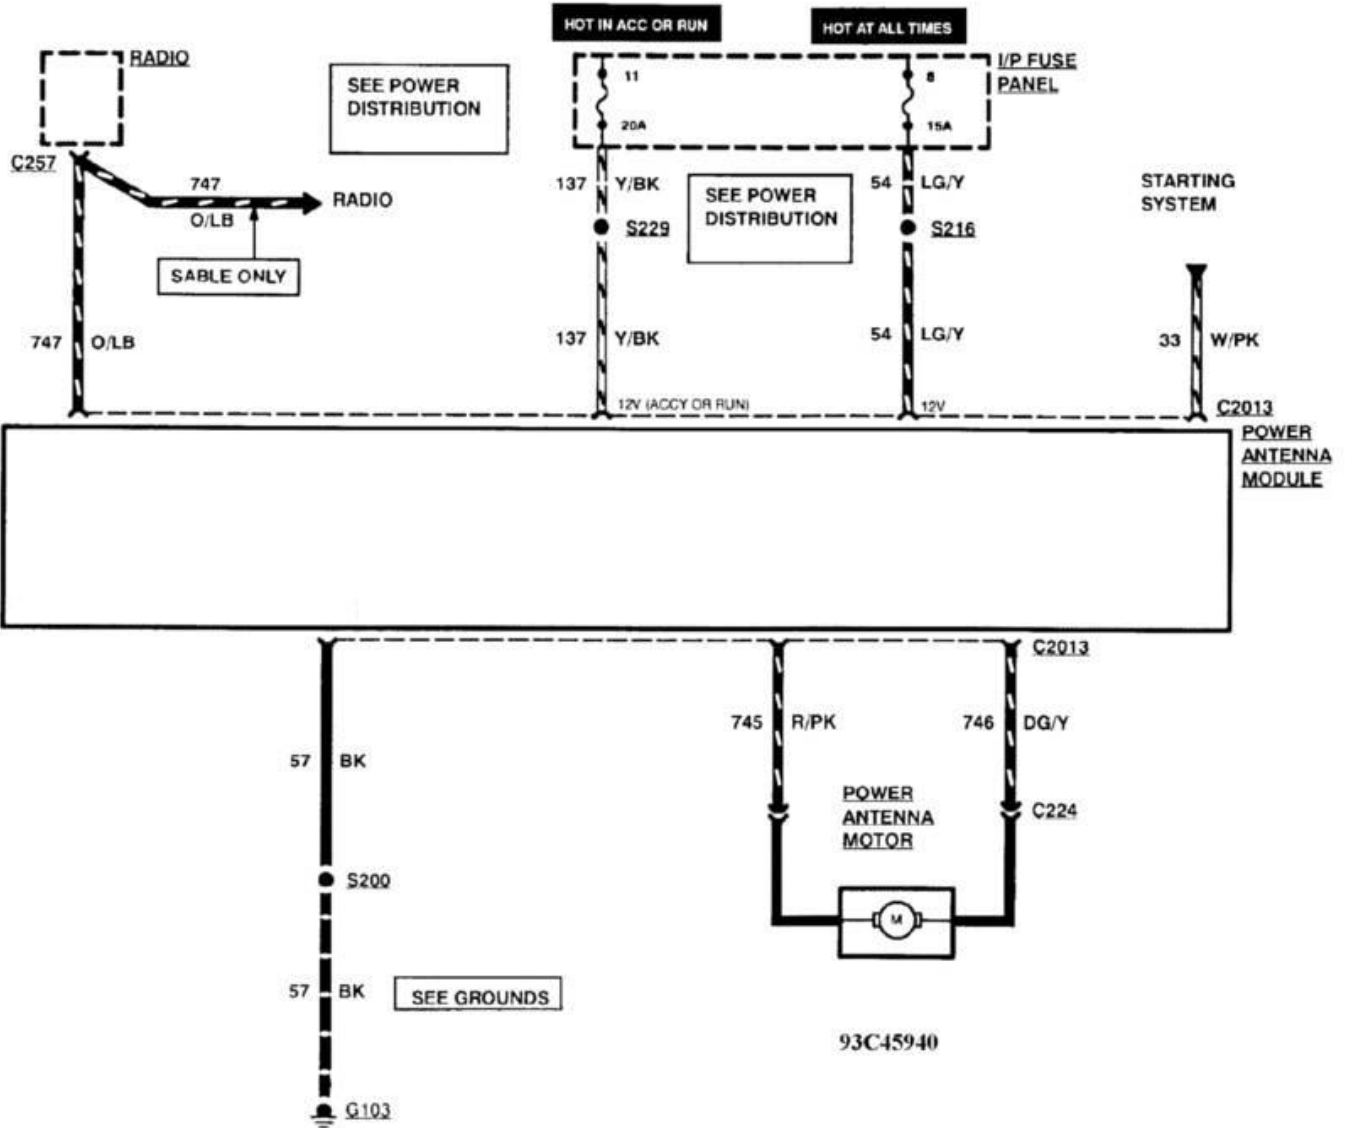 HOT IN ACC OR RUN
HOT AT ALL TIMES
RADIO
SEE POWER
DISTRIBUTION
11
20A
8
15A
I/P FUSE
PANEL
C257
747
O/LB
RADIO
SABLE ONLY
137 Y/BK
SEE POWER
DISTRIBUTION
54 LG/Y
STARTING
SYSTEM
S229
S216
747 O/LB
137 Y/BK
54 LG/Y
33 W/PK
12V (ACCY OR RUN)
12V
C2013
POWER
ANTENNA
MODULE
C2013
745 R/PK
746 DG/Y
57 BK
POWER
ANTENNA
MOTOR
C224
S200
M
57 BK
SEE GROUNDS
93C45940
G103